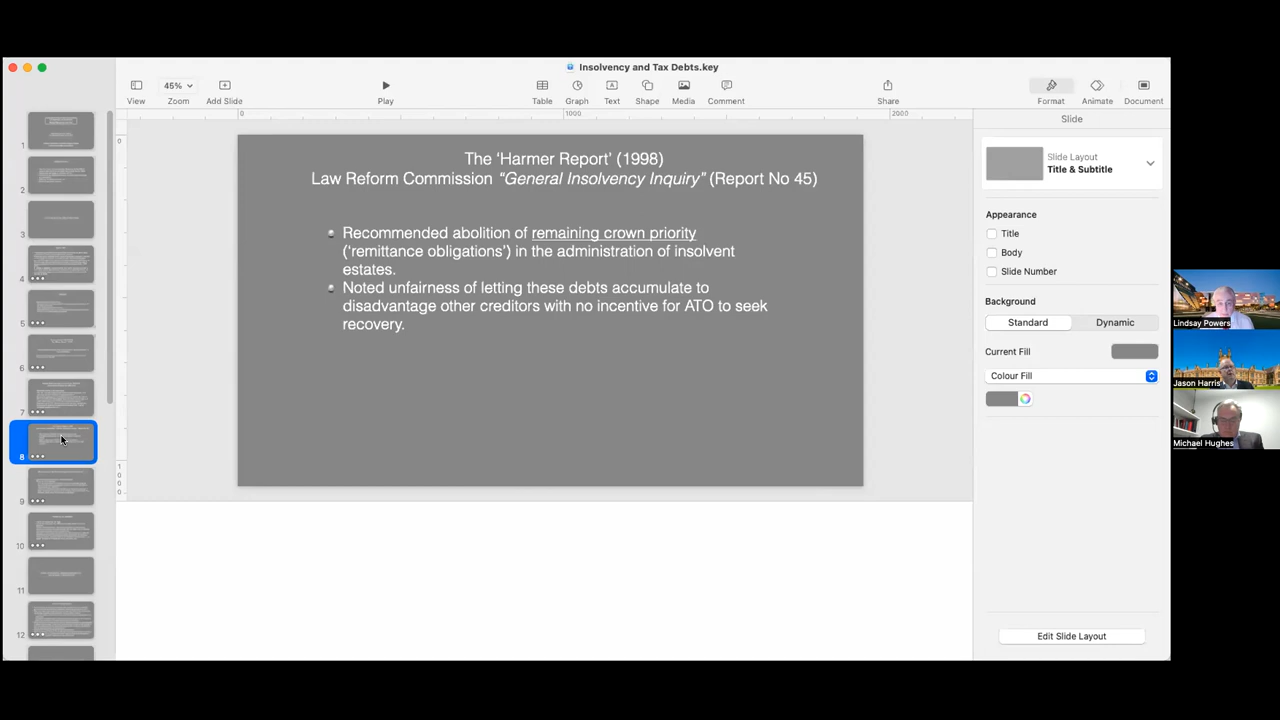 Insolvency and Tax Debts.key
45%
View
Zoom
Add Slide
Play
Table
Graph
Text
Shape
Media
Comment
Share
Format
Animate
Document
0
1000
2000
Slide
0
1
0
0
0
1
2
3
4
5
6
7
8
9
10
11
12
The ‘Harmer Report’ (1998)
Law Reform Commission “General Insolvency Inquiry” (Report No 45)
Recommended abolition of remaining crown priority
(‘remittance obligations’) in the administration of insolvent
estates.
Noted unfairness of letting these debts accumulate to
disadvantage other creditors with no incentive for ATO to seek
recovery.
Slide Layout
Title & Subtitle
Appearance
Title
Body
Slide Number
Background
Standard
Dynamic
Current Fill
Colour Fill
Edit Slide Layout
Lindsay Powers
Jason Harris
Michael Hughes